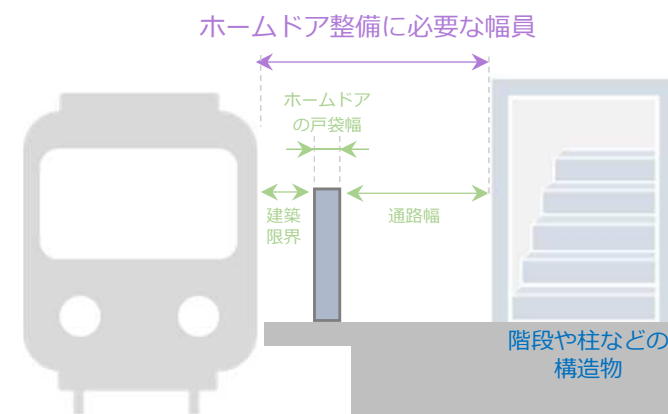 ホームドア整備に必要な幅員
ホームドア
の戸袋幅
建築
限界
通路幅
階段や柱などの
構造物